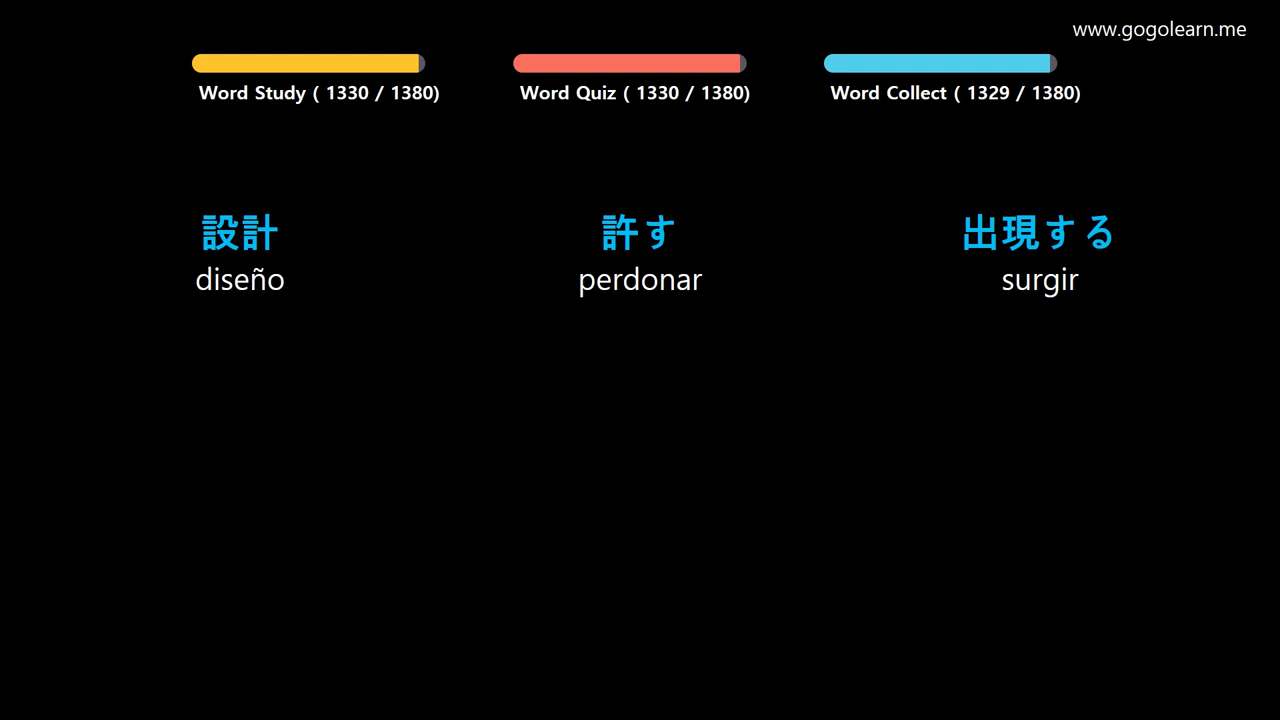 www.gogolearn.me
Word Study ( 1330 / 1380)
Word Quiz ( 1330 / 1380)
Word Collect ( 1329 / 1380)
設計
diseño
許す
perdonar
出現する
surgir